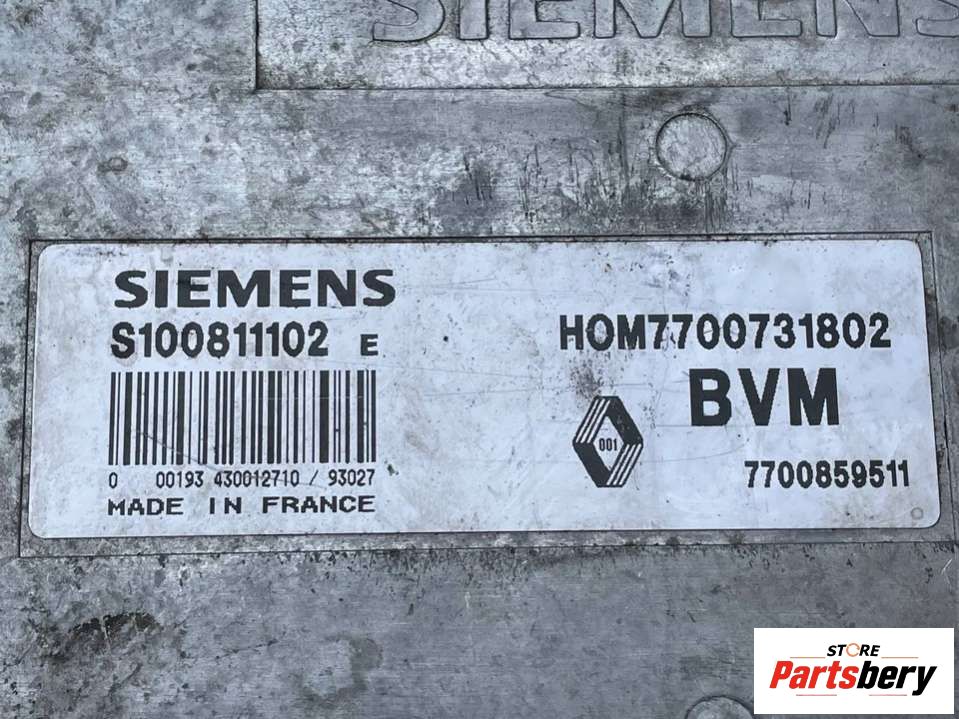 SIEMENS
SIEMENS
S100811102 E
HOM7700731802
BVM
001
0 00193 430012710 / 93027
7700859511
MADE IN FRANCE
STORE
Partsbery